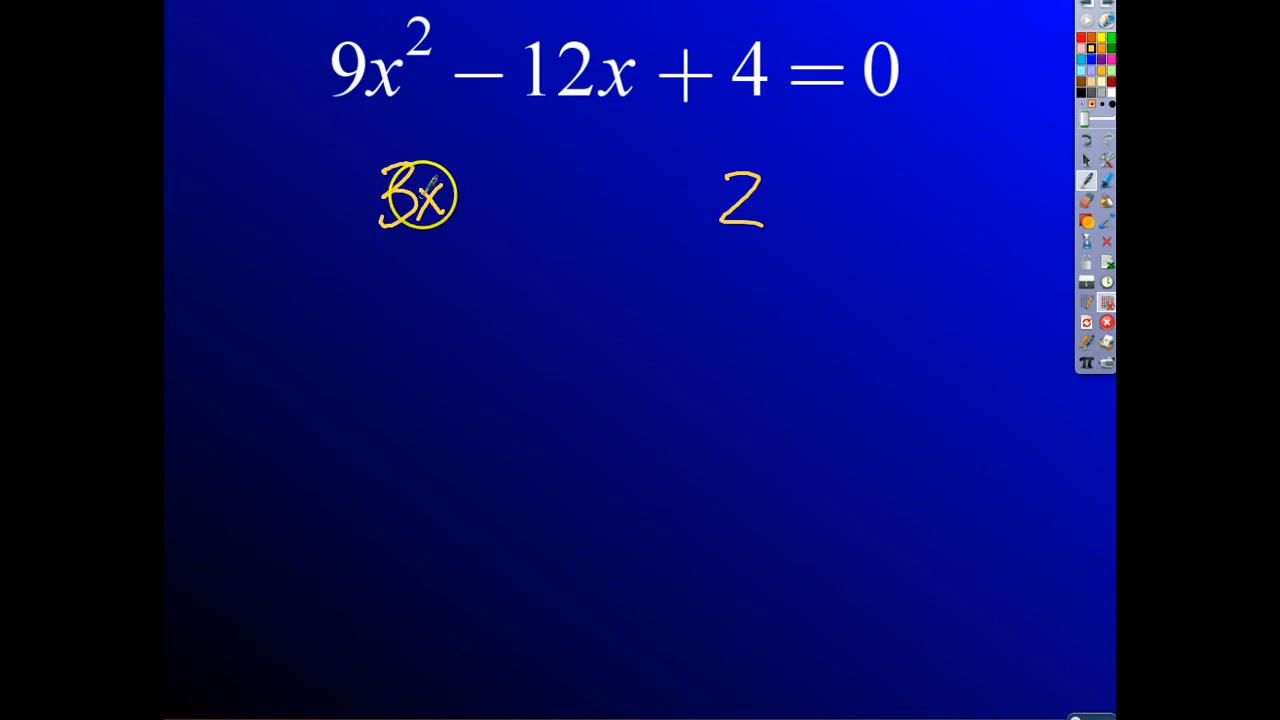 9x² − 12x + 4 = 0
3x 2